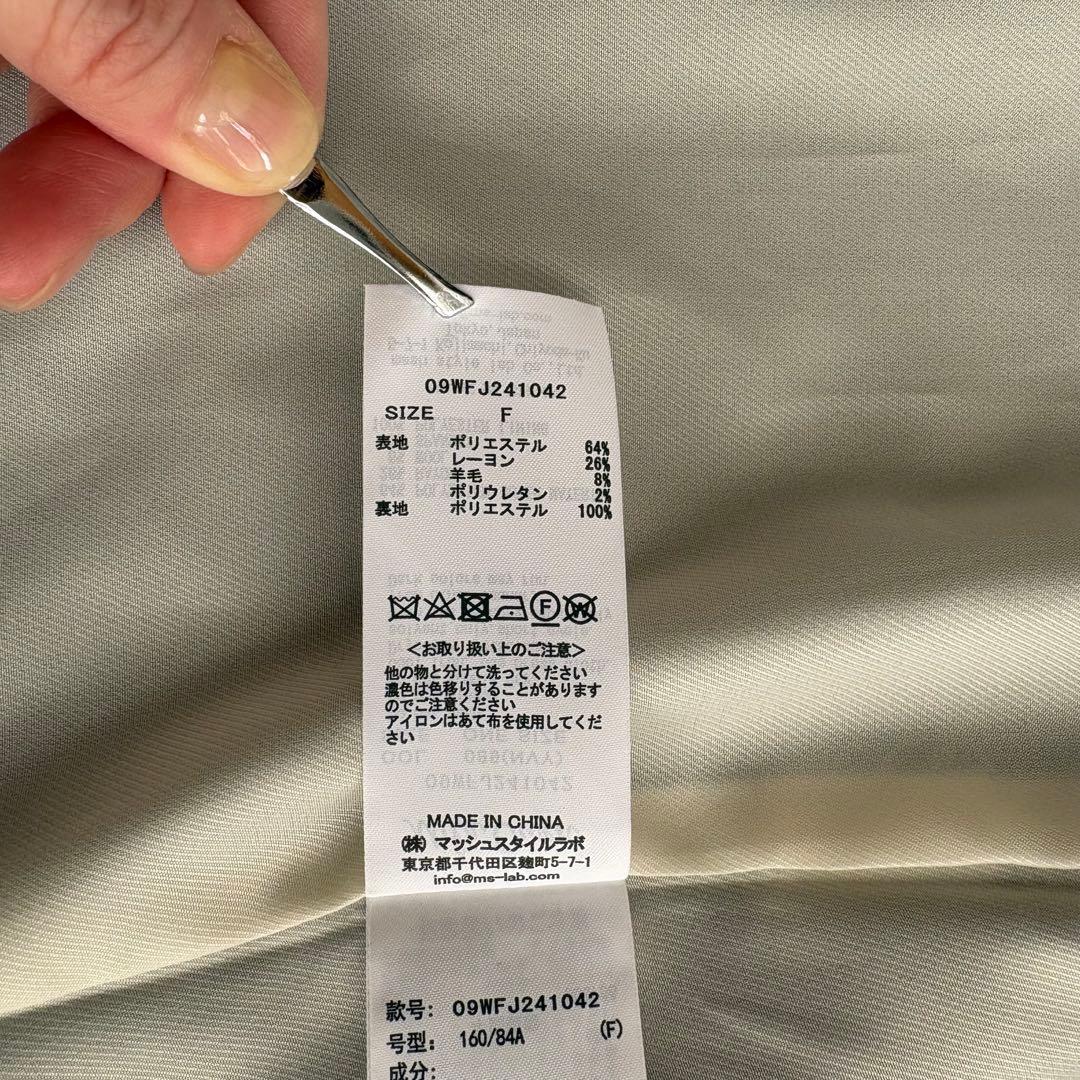 09WFJ241042
SIZE F
表地 ポリエステル 64%
レーヨン 26%
羊毛 8%
ポリウレタン 2%
裏地 ポリエステル 100%
F
W
<お取り扱い上のご注意>
他の物と分けて洗ってください
濃色は色移りすることがあります
のでご注意ください
アイロンはあて布を使用してくだ
さい
MADE IN CHINA
㈱ マッシュスタイルラボ
東京都千代田区麹町5-7-1
info@ms-lab.com
款号: 09WFJ241042
号型: 160/84A (F)
成分: